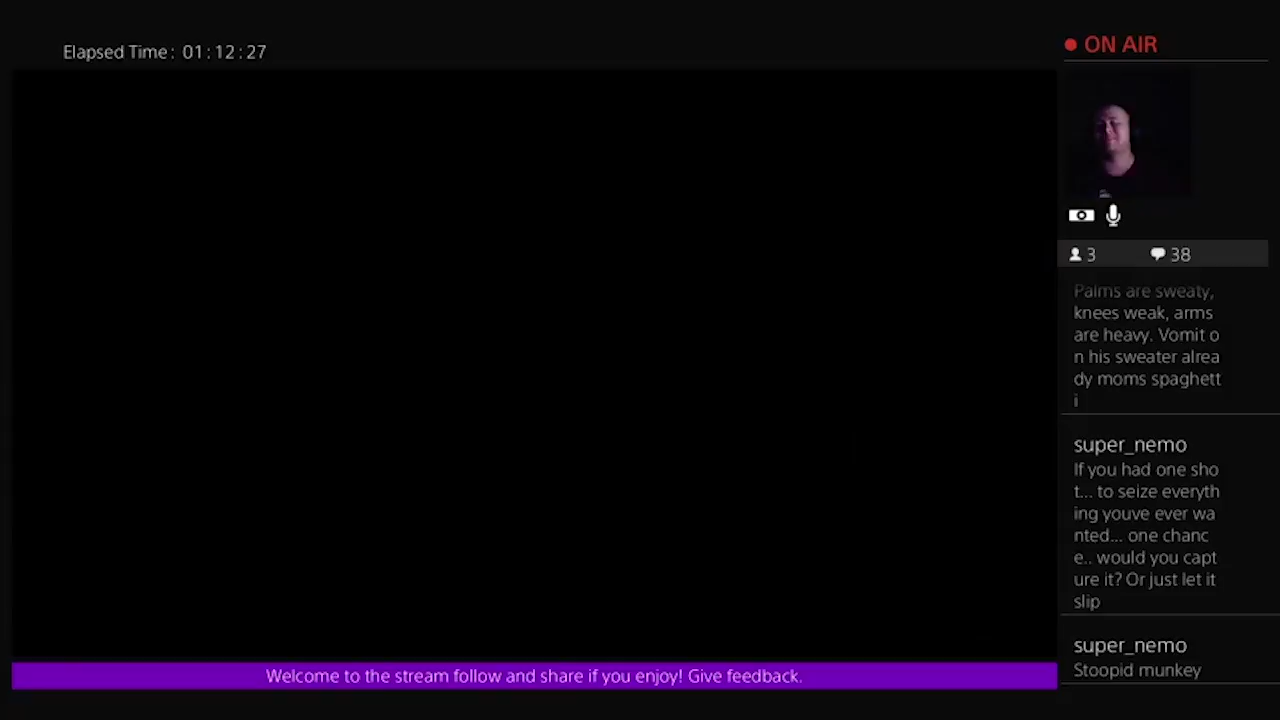 Elapsed Time: 01:12:27
ON AIR
3 38
Palms are sweaty,
knees weak, arms
are heavy. Vomit o
n his sweater alrea
dy moms spaghett
i
super_nemo
If you had one sho
t... to seize everyth
ing youve ever wa
nted... one chanc
e.. would you capt
ure it? Or just let it
slip
super_nemo
Stoopid munkey
Welcome to the stream follow and share if you enjoy! Give feedback.